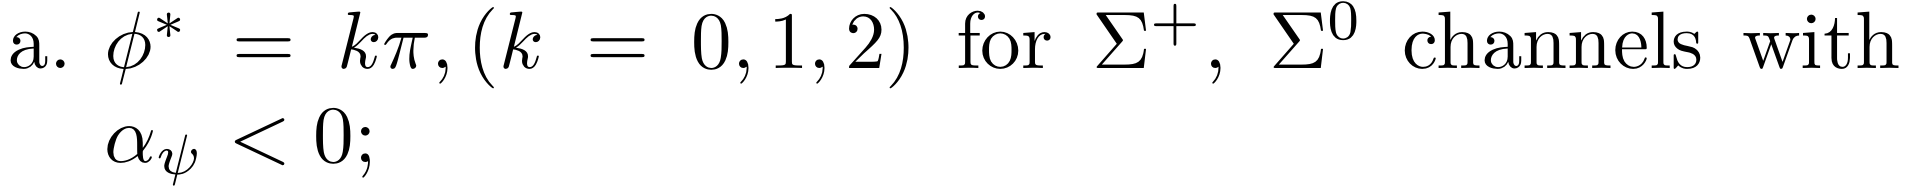 a. ϕ* = kπ, (k = 0, 1, 2) for Σ⁺, Σ⁰ channels with
α_ψ < 0;